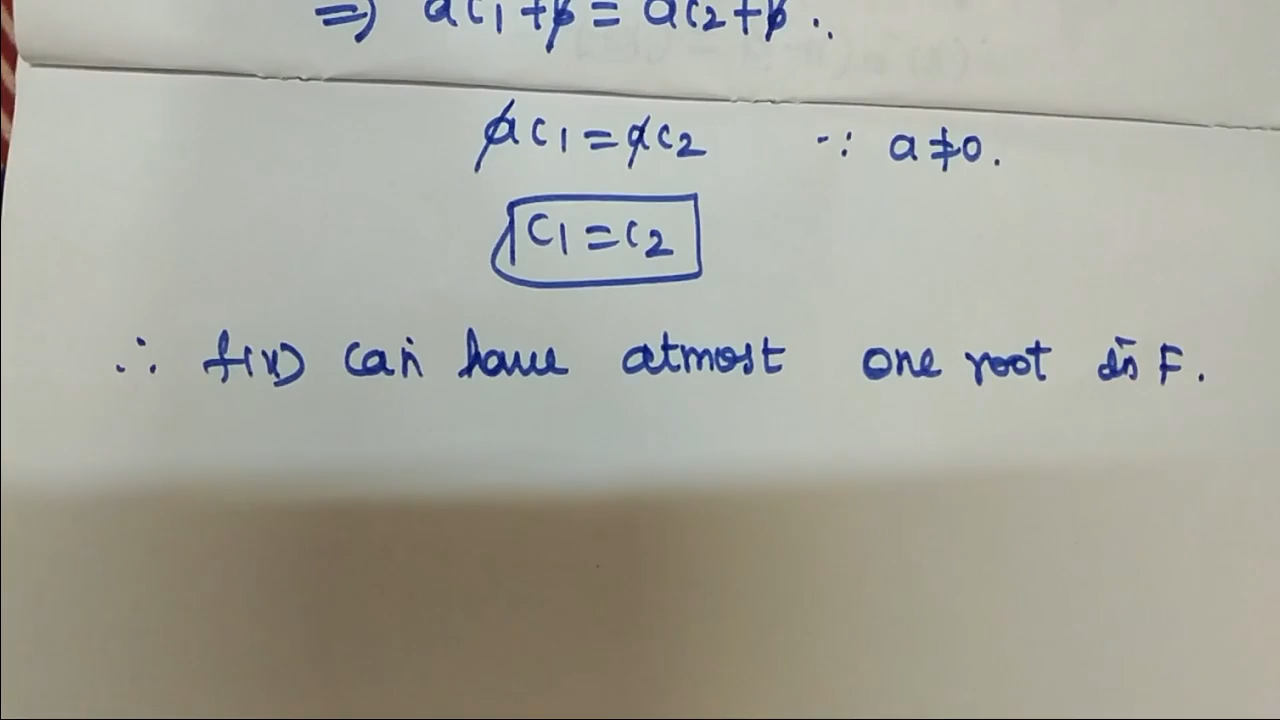 =) ac1+b = ac2+b ∴
ac1 = ac2 ∵ a≠0.
c1=c2
∴ f(x) can have atmost one root in F.